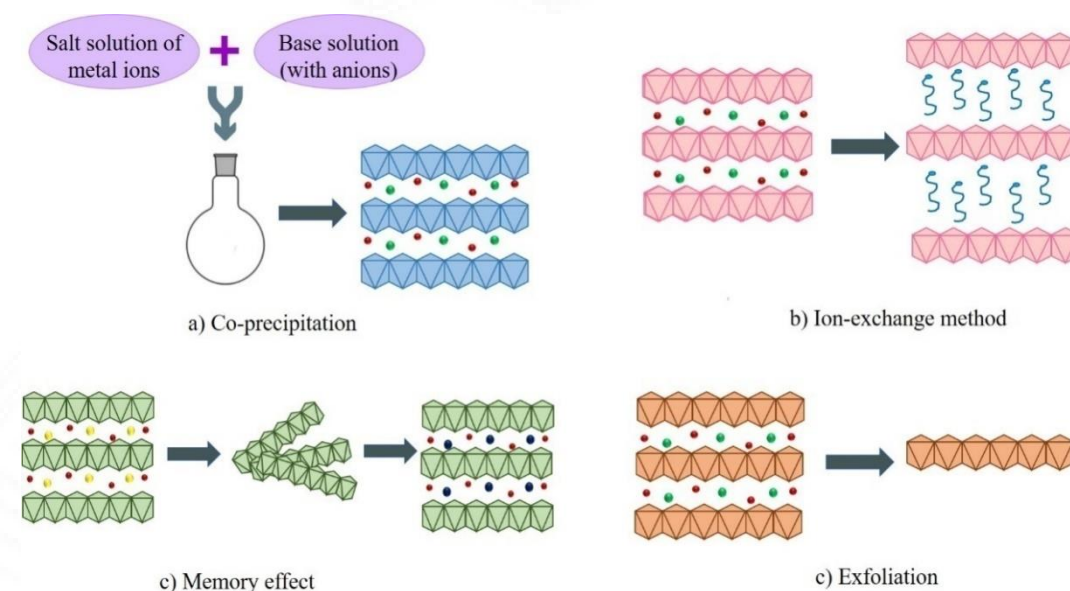 Salt solution of
metal ions
Base solution
(with anions)
a) Co-precipitation
b) Ion-exchange method
c) Memory effect
c) Exfoliation